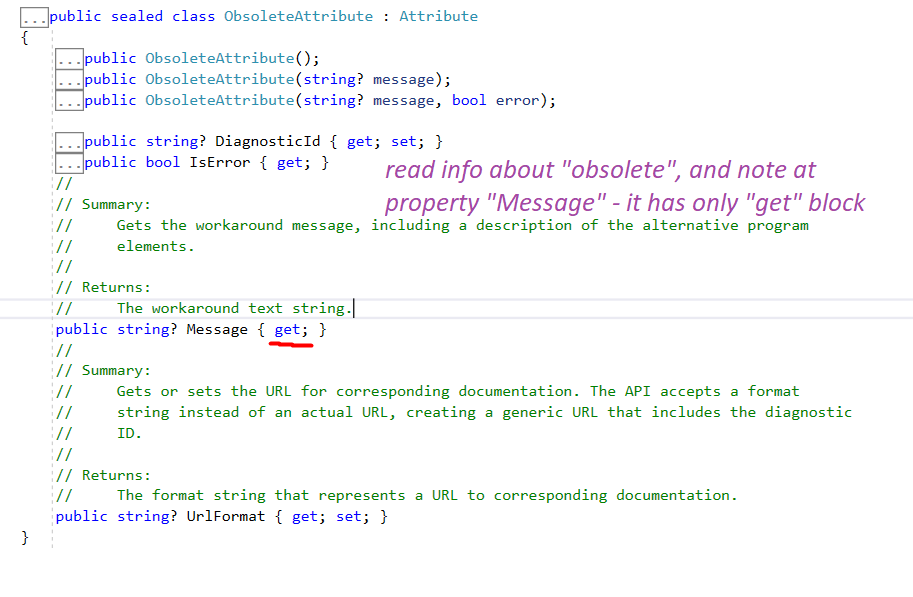 ...public sealed class ObsoleteAttribute : Attribute
{
...public ObsoleteAttribute();
...public ObsoleteAttribute(string? message);
...public ObsoleteAttribute(string? message, bool error);
...public string? DiagnosticId { get; set; }
...public bool IsError { get; }
read info about "obsolete", and note at
property "Message" - it has only "get" block
//
// Summary:
//     Gets the workaround message, including a description of the alternative program
//     elements.
//
// Returns:
//     The workaround text string.
public string? Message { get; }
//
// Summary:
//     Gets or sets the URL for corresponding documentation. The API accepts a format
//     string instead of an actual URL, creating a generic URL that includes the diagnostic
//     ID.
//
// Returns:
//     The format string that represents a URL to corresponding documentation.
public string? UrlFormat { get; set; }
}